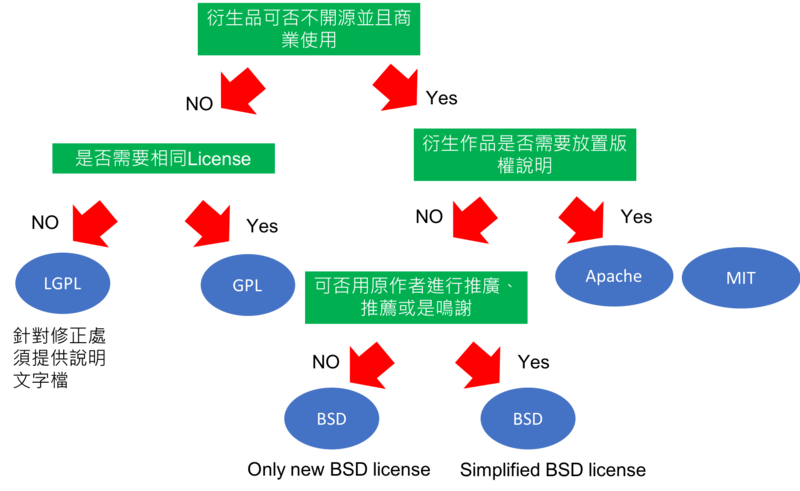 衍生品可否不開源並且商
業使用
NO
Yes
是否需要相同License
衍生作品是否需要放置版
權說明
NO
Yes
NO
Yes
LGPL
GPL
Apache
MIT
可否用原作者進行推廣、
推薦或是鳴謝
針對修正處
須提供說明
文字檔
NO
Yes
BSD
BSD
Only new BSD license
Simplified BSD license